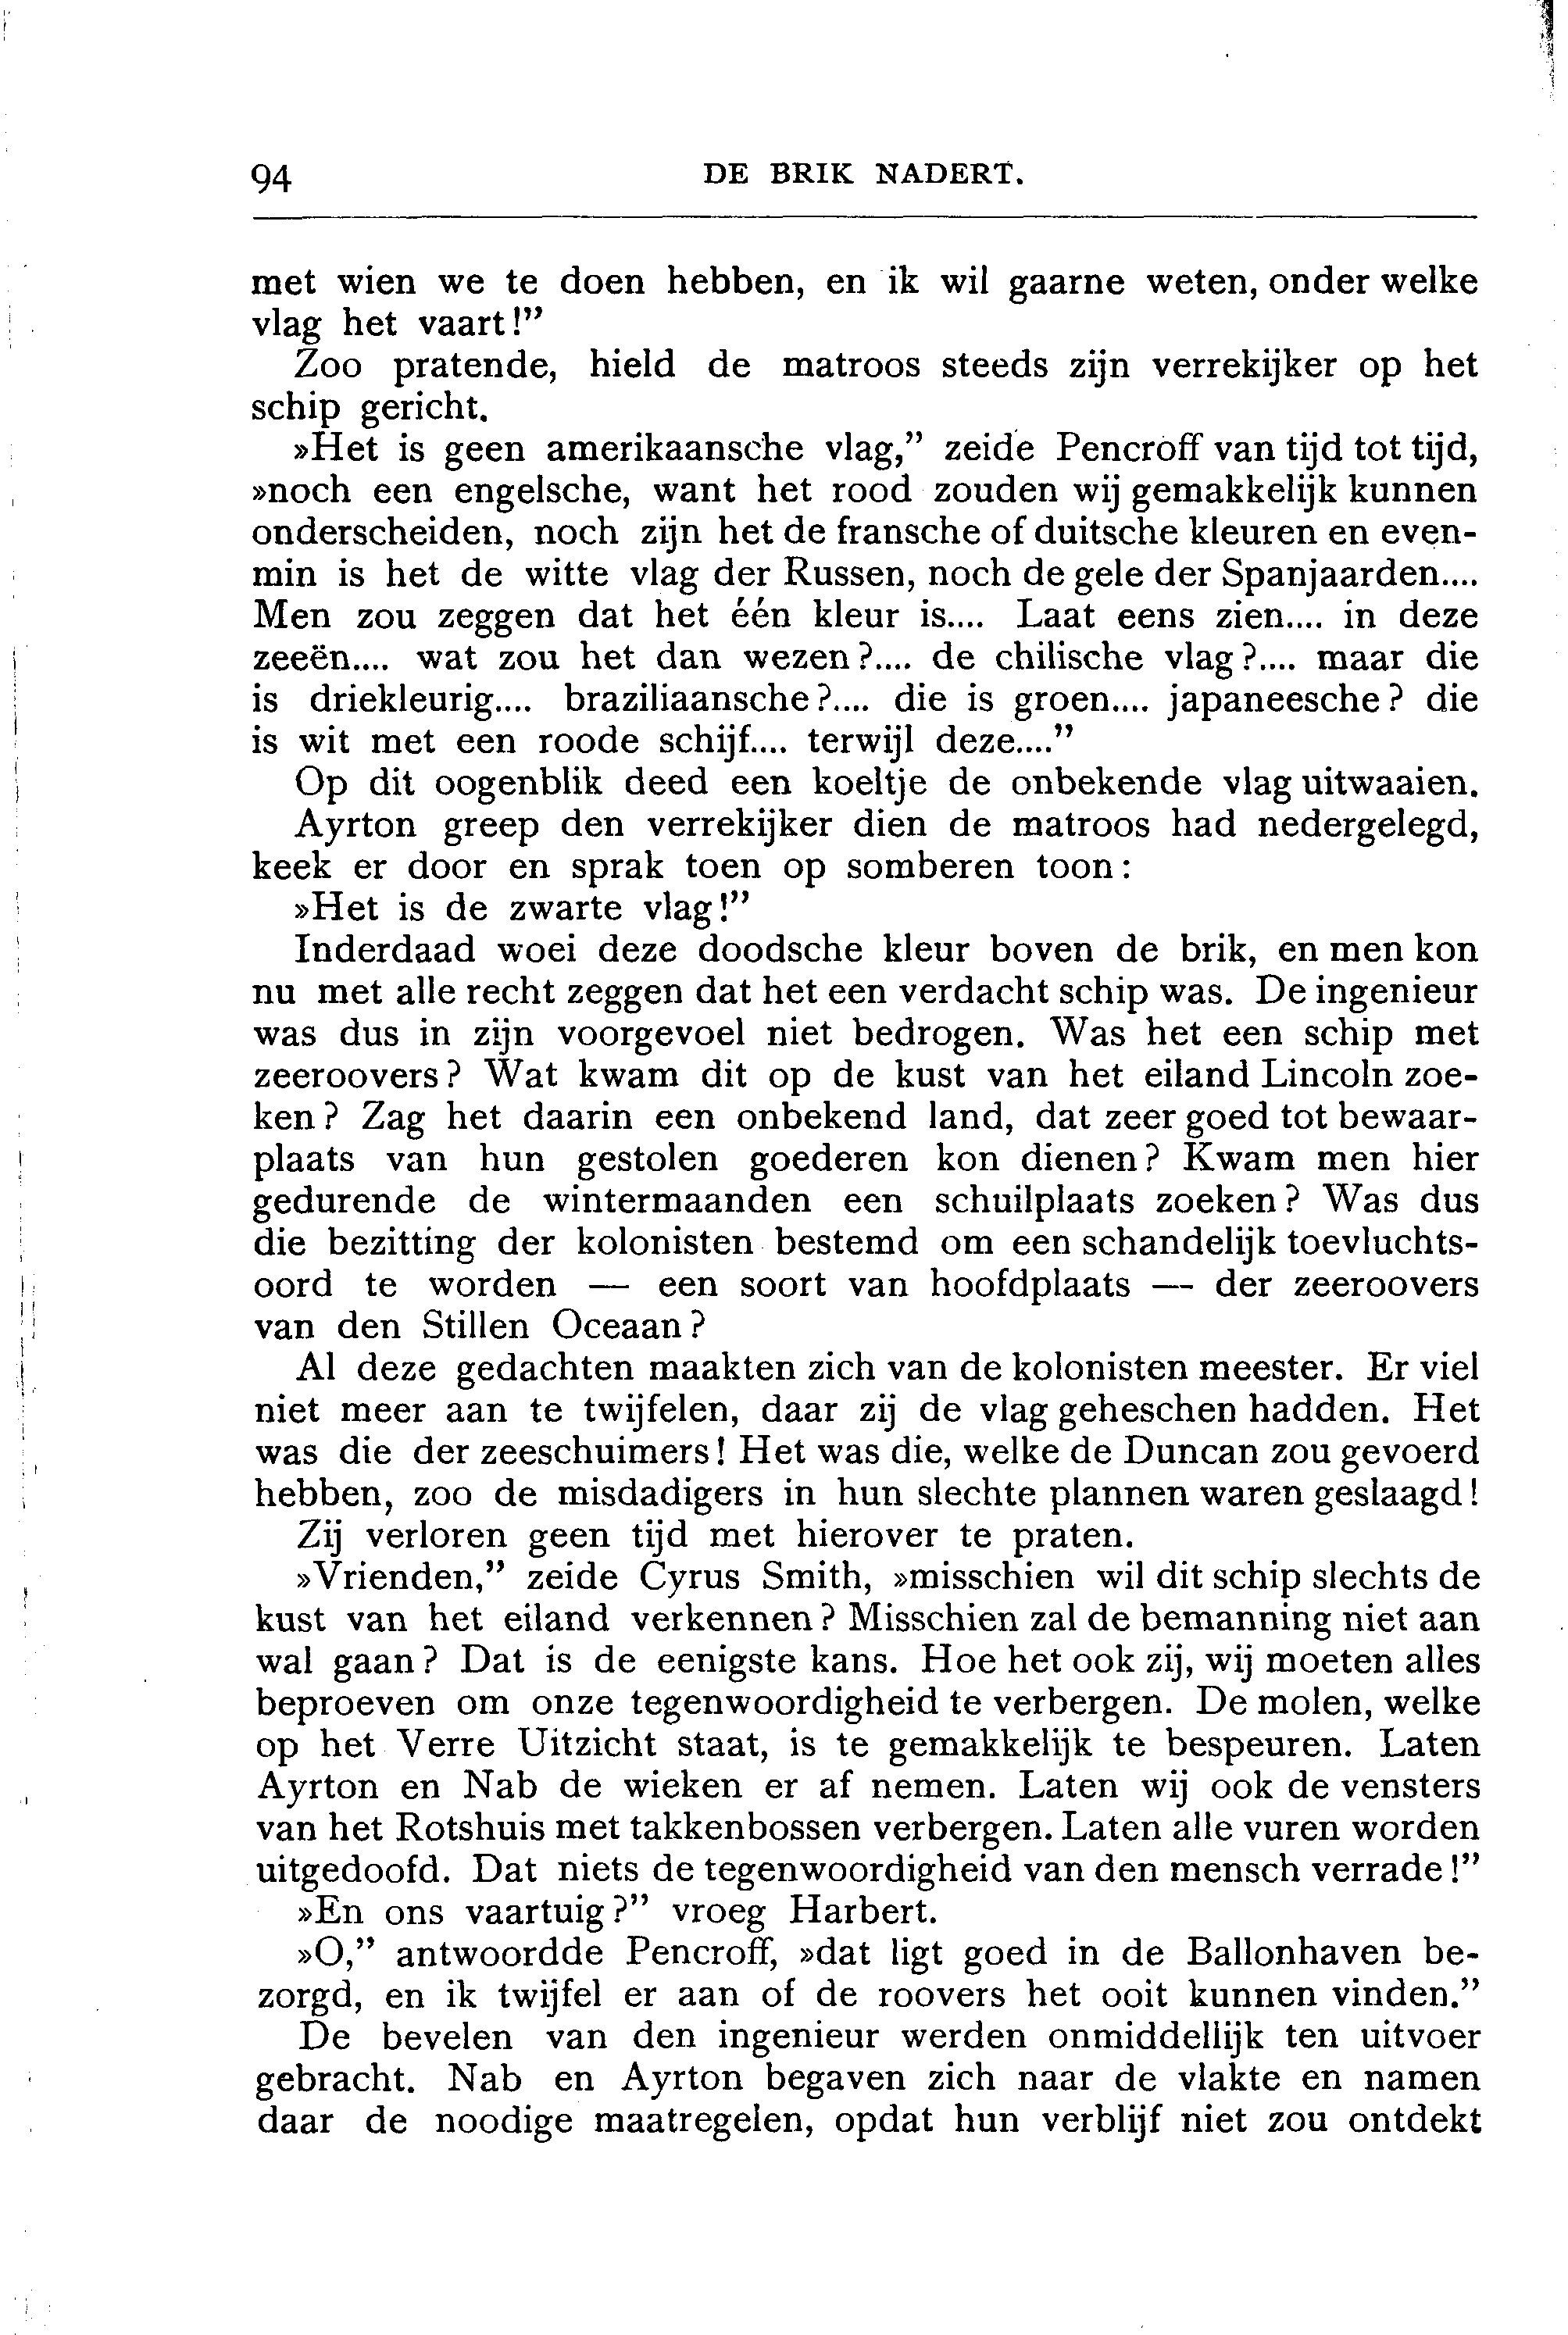 94 DE BRIK NADERT.
met wien we te doen hebben, en ik wil gaarne weten, onder welke
vlag het vaart!”
Zoo pratende, hield de matroos steeds zijn verrekijker op het
schip gericht.
»Het is geen amerikaansche vlag,” zeide Pencroff van tijd tot tijd,
»noch een engelsche, want het rood zouden wij gemakkelijk kunnen
onderscheiden, noch zijn het de fransche of duitsche kleuren en even-
min is het de witte vlag der Russen, noch de gele der Spanjaarden....
Men zou zeggen dat het één kleur is.... Laat eens zien.... in deze
zeeën.... wat zou het dan wezen?.... de chilische vlag?.... maar die
is driekleurig.... braziliaansche?.... die is groen.... japaneesche? die
is wit met een roode schijf.... terwijl deze....”
Op dit oogenblik deed een koeltje de onbekende vlag uitwaaien.
Ayrton greep den verrekijker dien de matroos had nedergelegd,
keek er door en sprak toen op somberen toon:
»Het is de zwarte vlag!”
Inderdaad woei deze doodsche kleur boven de brik, en men kon
nu met alle recht zeggen dat het een verdacht schip was. De ingenieur
was dus in zijn voorgevoel niet bedrogen. Was het een schip met
zeeroovers? Wat kwam dit op de kust van het eiland Lincoln zoe-
ken? Zag het daarin een onbekend land, dat zeer goed tot bewaar-
plaats van hun gestolen goederen kon dienen? Kwam men hier
gedurende de wintermaanden een schuilplaats zoeken? Was dus
die bezitting der kolonisten bestemd om een schandelijk toevluchts-
oord te worden — een soort van hoofdplaats — der zeeroovers
van den Stillen Oceaan?
Al deze gedachten maakten zich van de kolonisten meester. Er viel
niet meer aan te twijfelen, daar zij de vlag geheschen hadden. Het
was die der zeeschuimers! Het was die, welke de Duncan zou gevoerd
hebben, zoo de misdadigers in hun slechte plannen waren geslaagd!
Zij verloren geen tijd met hierover te praten.
»Vrienden,” zeide Cyrus Smith, »misschien wil dit schip slechts de
kust van het eiland verkennen? Misschien zal de bemanning niet aan
wal gaan? Dat is de eenigste kans. Hoe het ook zij, wij moeten alles
beproeven om onze tegenwoordigheid te verbergen. De molen, welke
op het Verre Uitzicht staat, is te gemakkelijk te bespeuren. Laten
Ayrton en Nab de wieken er af nemen. Laten wij ook de vensters
van het Rotshuis met takkenbossen verbergen. Laten alle vuren worden
uitgedoofd. Dat niets de tegenwoordigheid van den mensch verrade!”
»En ons vaartuig?” vroeg Harbert.
»O,” antwoordde Pencroff, »dat ligt goed in de Ballonhaven be-
zorgd, en ik twijfel er aan of de roovers het ooit kunnen vinden.”
De bevelen van den ingenieur werden onmiddellijk ten uitvoer
gebracht. Nab en Ayrton begaven zich naar de vlakte en namen
daar de noodige maatregelen, opdat hun verblijf niet zou ontdekt